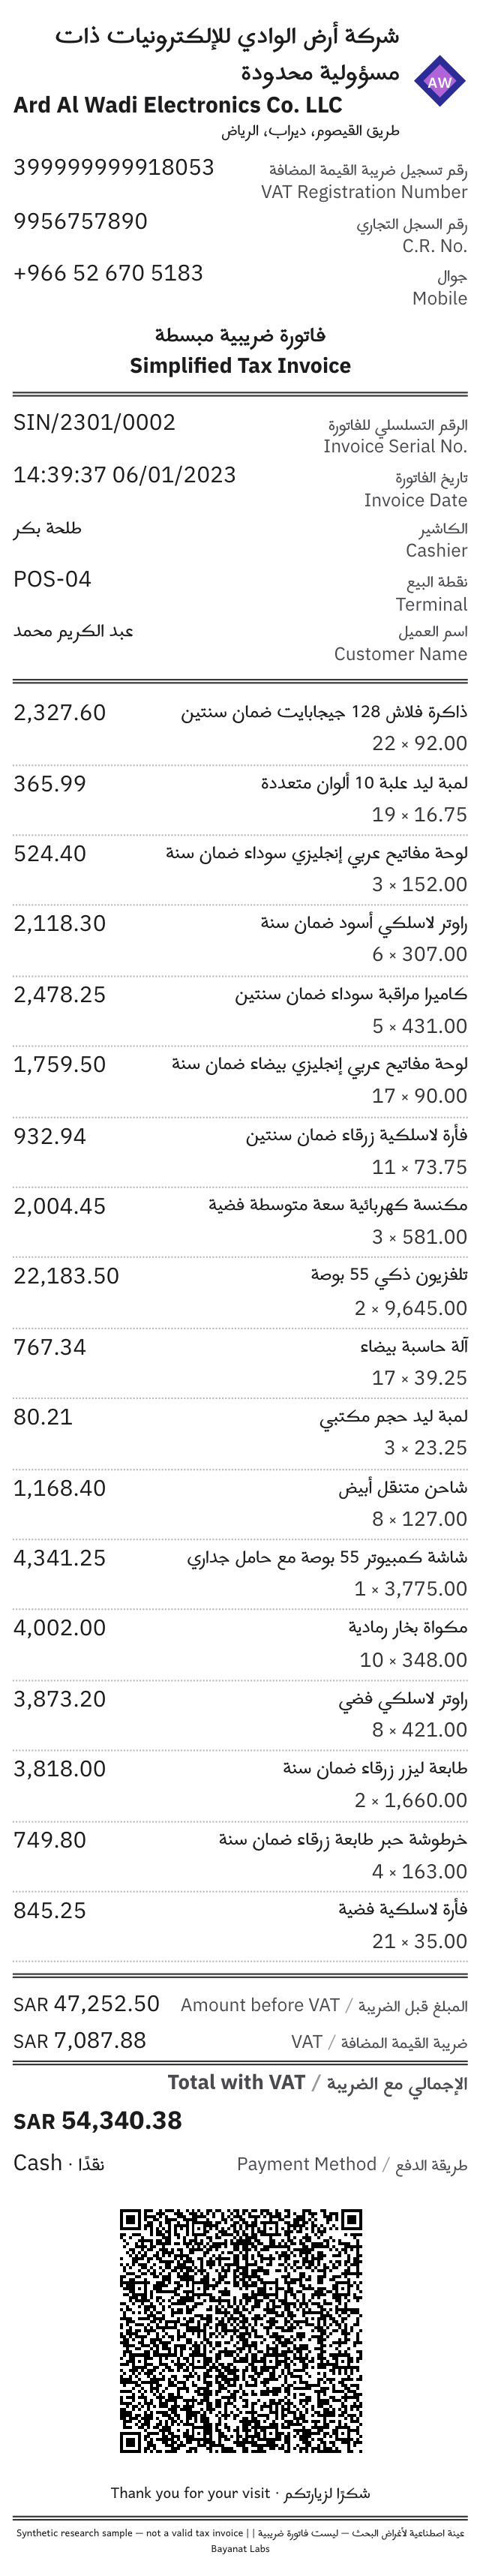 شركة أرض الوادي للإلكترونيات ذات
مسؤولية محدودة
AW
Ard Al Wadi Electronics Co. LLC
طريق القيصوم، ديراب، الرياض
رقم تسجيل ضريبة القيمة المضافة 399999999918053
VAT Registration Number
رقم السجل التجاري 9956757890
C.R. No.
جوال +966 52 670 5183
Mobile
فاتورة ضريبية مبسطة
Simplified Tax Invoice
الرقم التسلسلي للفاتورة SIN/2301/0002
Invoice Serial No.
تاريخ الفاتورة 14:39:37 06/01/2023
Invoice Date
الكاشير طلحة بكر
Cashier
نقطة البيع POS-04
Terminal
اسم العميل عبد الكريم محمد
Customer Name
ذاكرة فلاش 128 جيجابايت ضمان سنتين 2,327.60
22 × 92.00
لمبة ليد علبة 10 ألوان متعددة 365.99
19 × 16.75
لوحة مفاتيح عربي إنجليزي سوداء ضمان سنة 524.40
3 × 152.00
راوتر لاسلكي أسود ضمان سنة 2,118.30
6 × 307.00
كاميرا مراقبة سوداء ضمان سنتين 2,478.25
5 × 431.00
لوحة مفاتيح عربي إنجليزي بيضاء ضمان سنة 1,759.50
17 × 90.00
فأرة لاسلكية زرقاء ضمان سنتين 932.94
11 × 73.75
مكنسة كهربائية سعة متوسطة فضية 2,004.45
3 × 581.00
تلفزيون ذكي 55 بوصة 22,183.50
2 × 9,645.00
آلة حاسبة بيضاء 767.34
17 × 39.25
لمبة ليد حجم مكتبي 80.21
3 × 23.25
شاحن متنقل أبيض 1,168.40
8 × 127.00
شاشة كمبيوتر 55 بوصة مع حامل جداري 4,341.25
1 × 3,775.00
مكواة بخار رمادية 4,002.00
10 × 348.00
راوتر لاسلكي فضي 3,873.20
8 × 421.00
طابعة ليزر زرقاء ضمان سنة 3,818.00
2 × 1,660.00
خرطوشة حبر طابعة زرقاء ضمان سنة 749.80
4 × 163.00
فأرة لاسلكية فضية 845.25
21 × 35.00
المبلغ قبل الضريبة / Amount before VAT SAR 47,252.50
ضريبة القيمة المضافة / VAT SAR 7,087.88
الإجمالي مع الضريبة / Total with VAT
SAR 54,340.38
طريقة الدفع / Payment Method نقدًا · Cash
شكرًا لزيارتكم · Thank you for your visit
عينة اصطناعية لأغراض البحث — ليست فاتورة ضريبية | Synthetic research sample — not a valid tax invoice |
Bayanat Labs